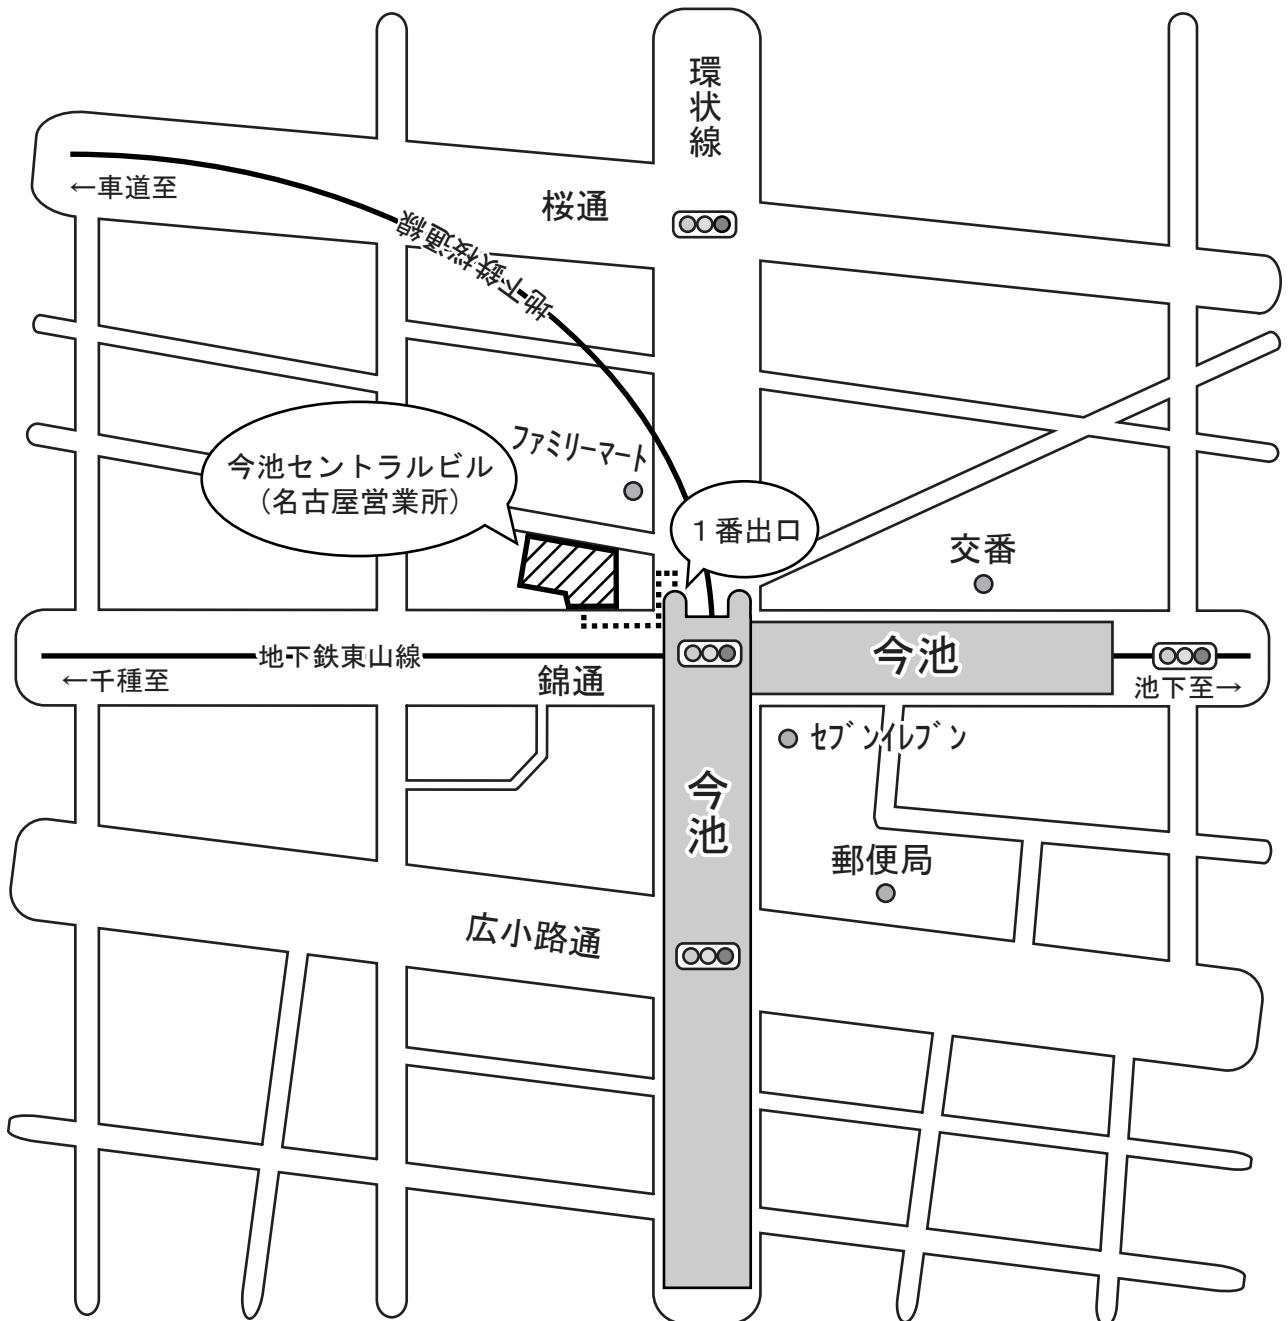 環状線
←車道至
桜通
地下鉄桜通線
ファミリーマート
今池セントラルビル
（名古屋営業所）
１番出口
交番
地下鉄東山線
今池
←千種至
錦通
池下至→
ｾﾌﾞﾝｲﾚﾌﾞﾝ
今池
郵便局
広小路通